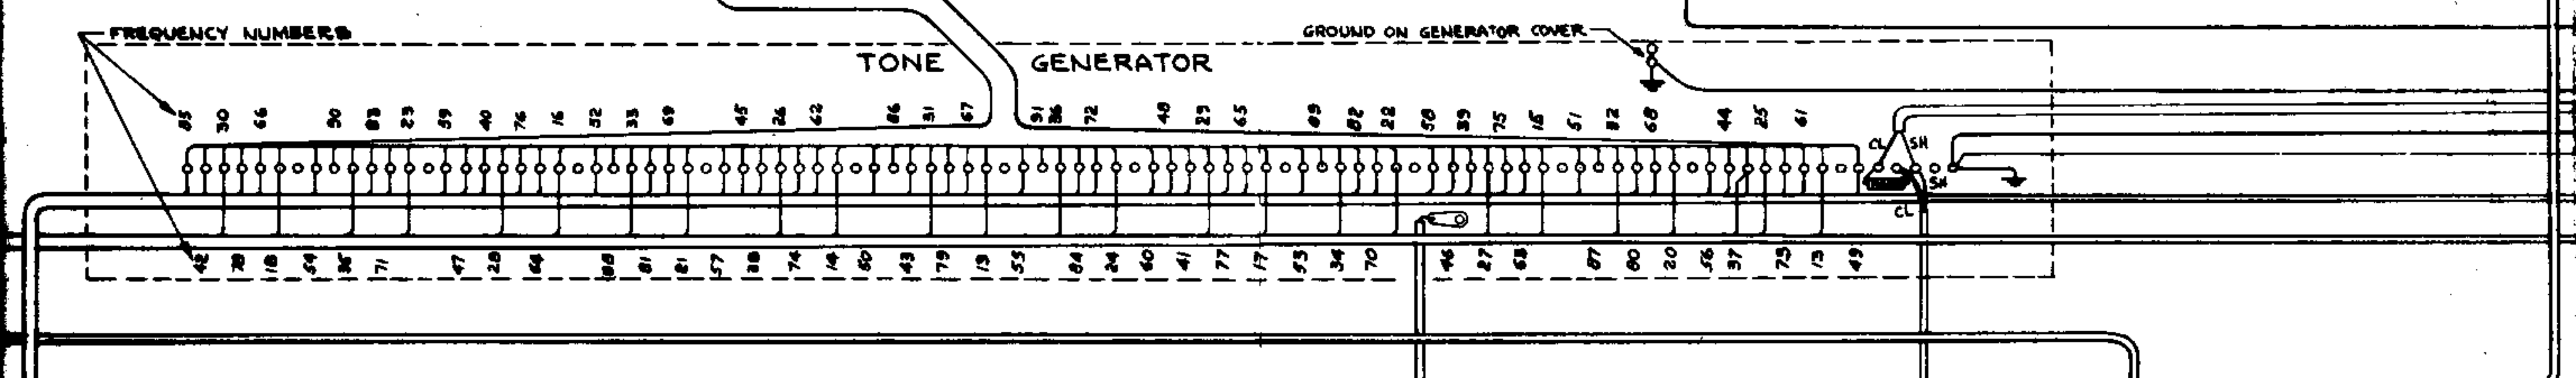 FREQUENCY NUMBERS
GROUND ON GENERATOR COVER
TONE GENERATOR
85 30 66 90 83 23 59 40 76 16 52 33 69 45 26 62 86 31 67 91 36 72 48 29 65 89 82 22 58 39 75 15 51 32 68 44 25 61
CL SH
SH
CL
42 78 18 54 35 71 47 28 64 88 81 21 57 38 74 14 50 43 79 19 55 84 24 60 41 77 17 53 34 70 46 27 63 87 80 20 56 37 73 13 49